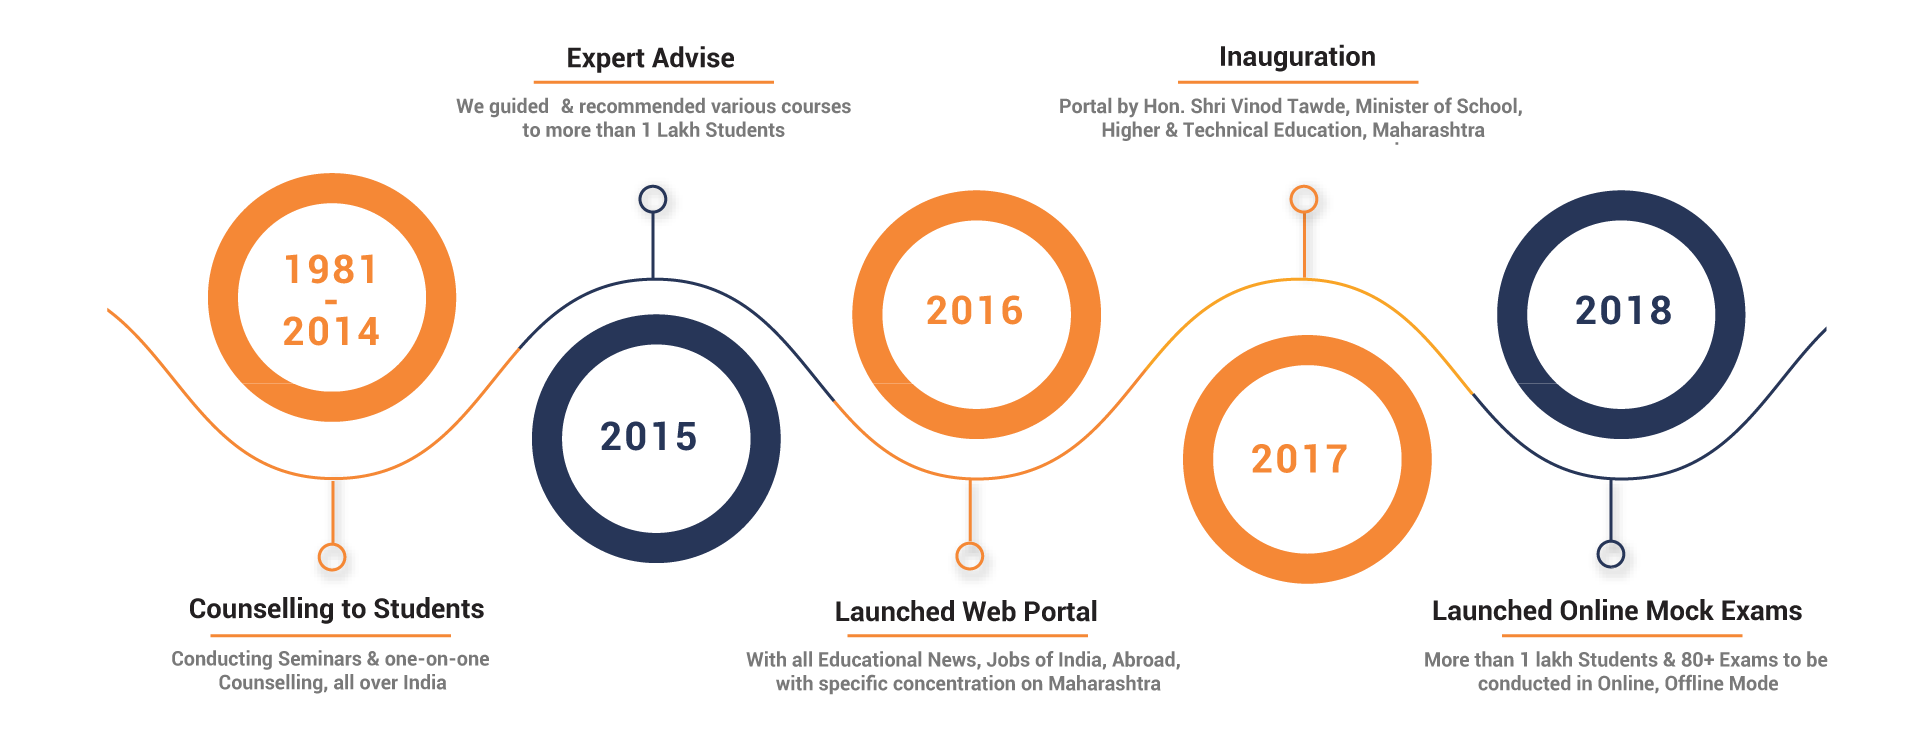 1981
-
2014
Counselling to Students
Conducting Seminars & one-on-one
Counselling, all over India
Expert Advise
We guided & recommended various courses
to more than 1 Lakh Students
2015
2016
Launched Web Portal
With all Educational News, Jobs of India, Abroad,
with specific concentration on Maharashtra
Inauguration
Portal by Hon. Shri Vinod Tawde, Minister of School,
Higher & Technical Education, Maharashtra
2017
2018
Launched Online Mock Exams
More than 1 lakh Students & 80+ Exams to be
conducted in Online, Offline Mode